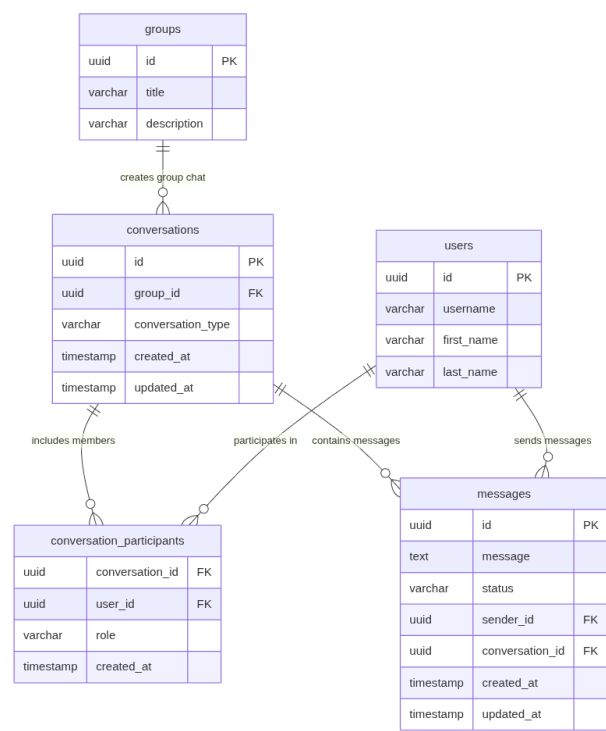 groups
uuid id PK
varchar title
varchar description
creates group chat
conversations
uuid id PK
uuid group_id FK
varchar conversation_type
timestamp created_at
timestamp updated_at
users
uuid id PK
varchar username
varchar first_name
varchar last_name
includes members
participates in
contains messages
sends messages
conversation_participants
uuid conversation_id FK
uuid user_id FK
varchar role
timestamp created_at
messages
uuid id PK
text message
varchar status
uuid sender_id FK
uuid conversation_id FK
timestamp created_at
timestamp updated_at